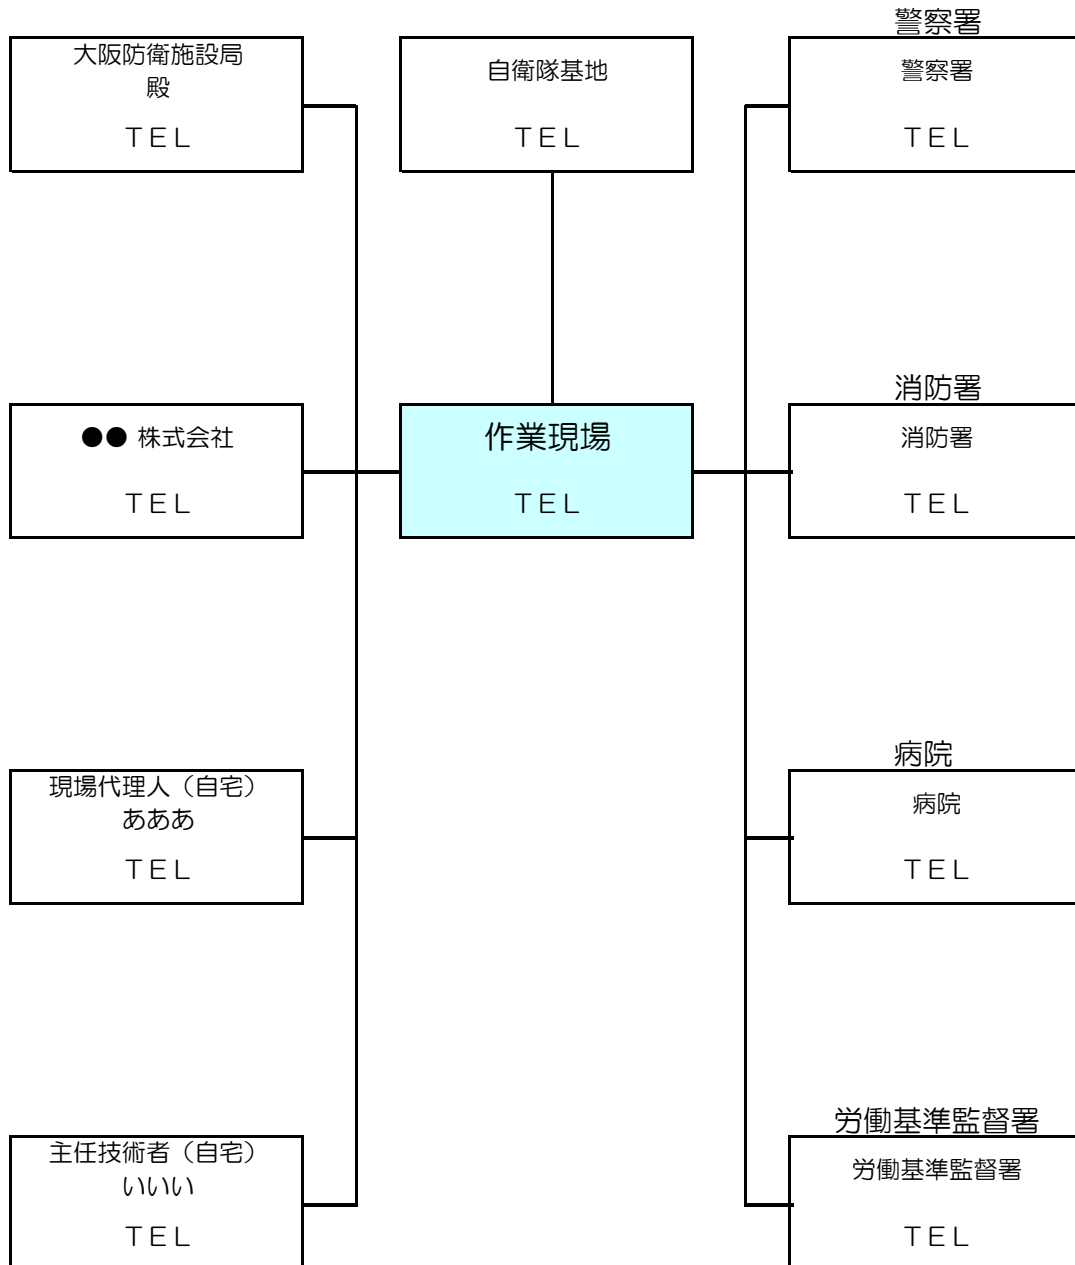 警察署
大阪防衛施設局
殿
ＴＥＬ
自衛隊基地
ＴＥＬ
警察署
ＴＥＬ
消防署
●● 株式会社
ＴＥＬ
作業現場
ＴＥＬ
消防署
ＴＥＬ
病院
現場代理人（自宅）
あああ
ＴＥＬ
病院
ＴＥＬ
労働基準監督署
主任技術者（自宅）
いいい
ＴＥＬ
労働基準監督署
ＴＥＬ